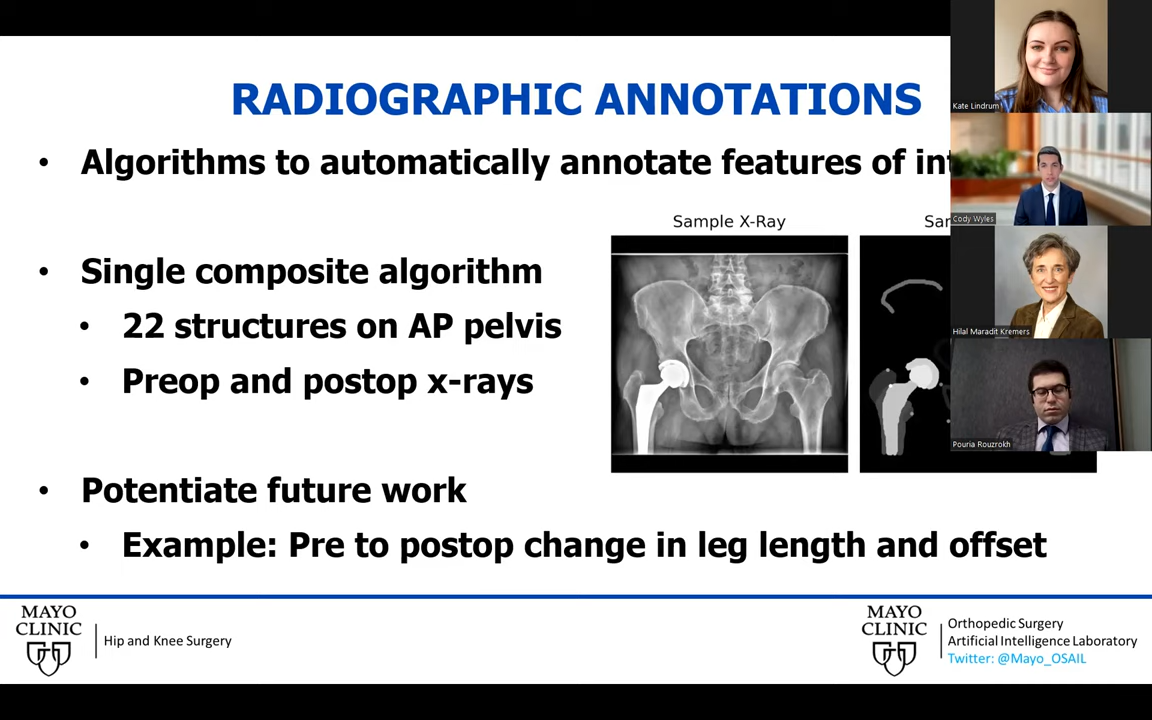 RADIOGRAPHIC ANNOTATIONS
• Algorithms to automatically annotate features of
Sample X-Ray
• Single composite algorithm
• 22 structures on AP pelvis
• Preop and postop x-rays
• Potentiate future work
• Example: Pre to postop change in leg length and offset
MAYO
CLINIC
Hip and Knee Surgery
MAYO
CLINIC
Orthopedic Surgery
Artificial Intelligence Laboratory
Twitter: @Mayo_OSAIL
Kate Lindrum
Cody Wyles
Hilal Maradit Kremers
Pouria Rouzrokh